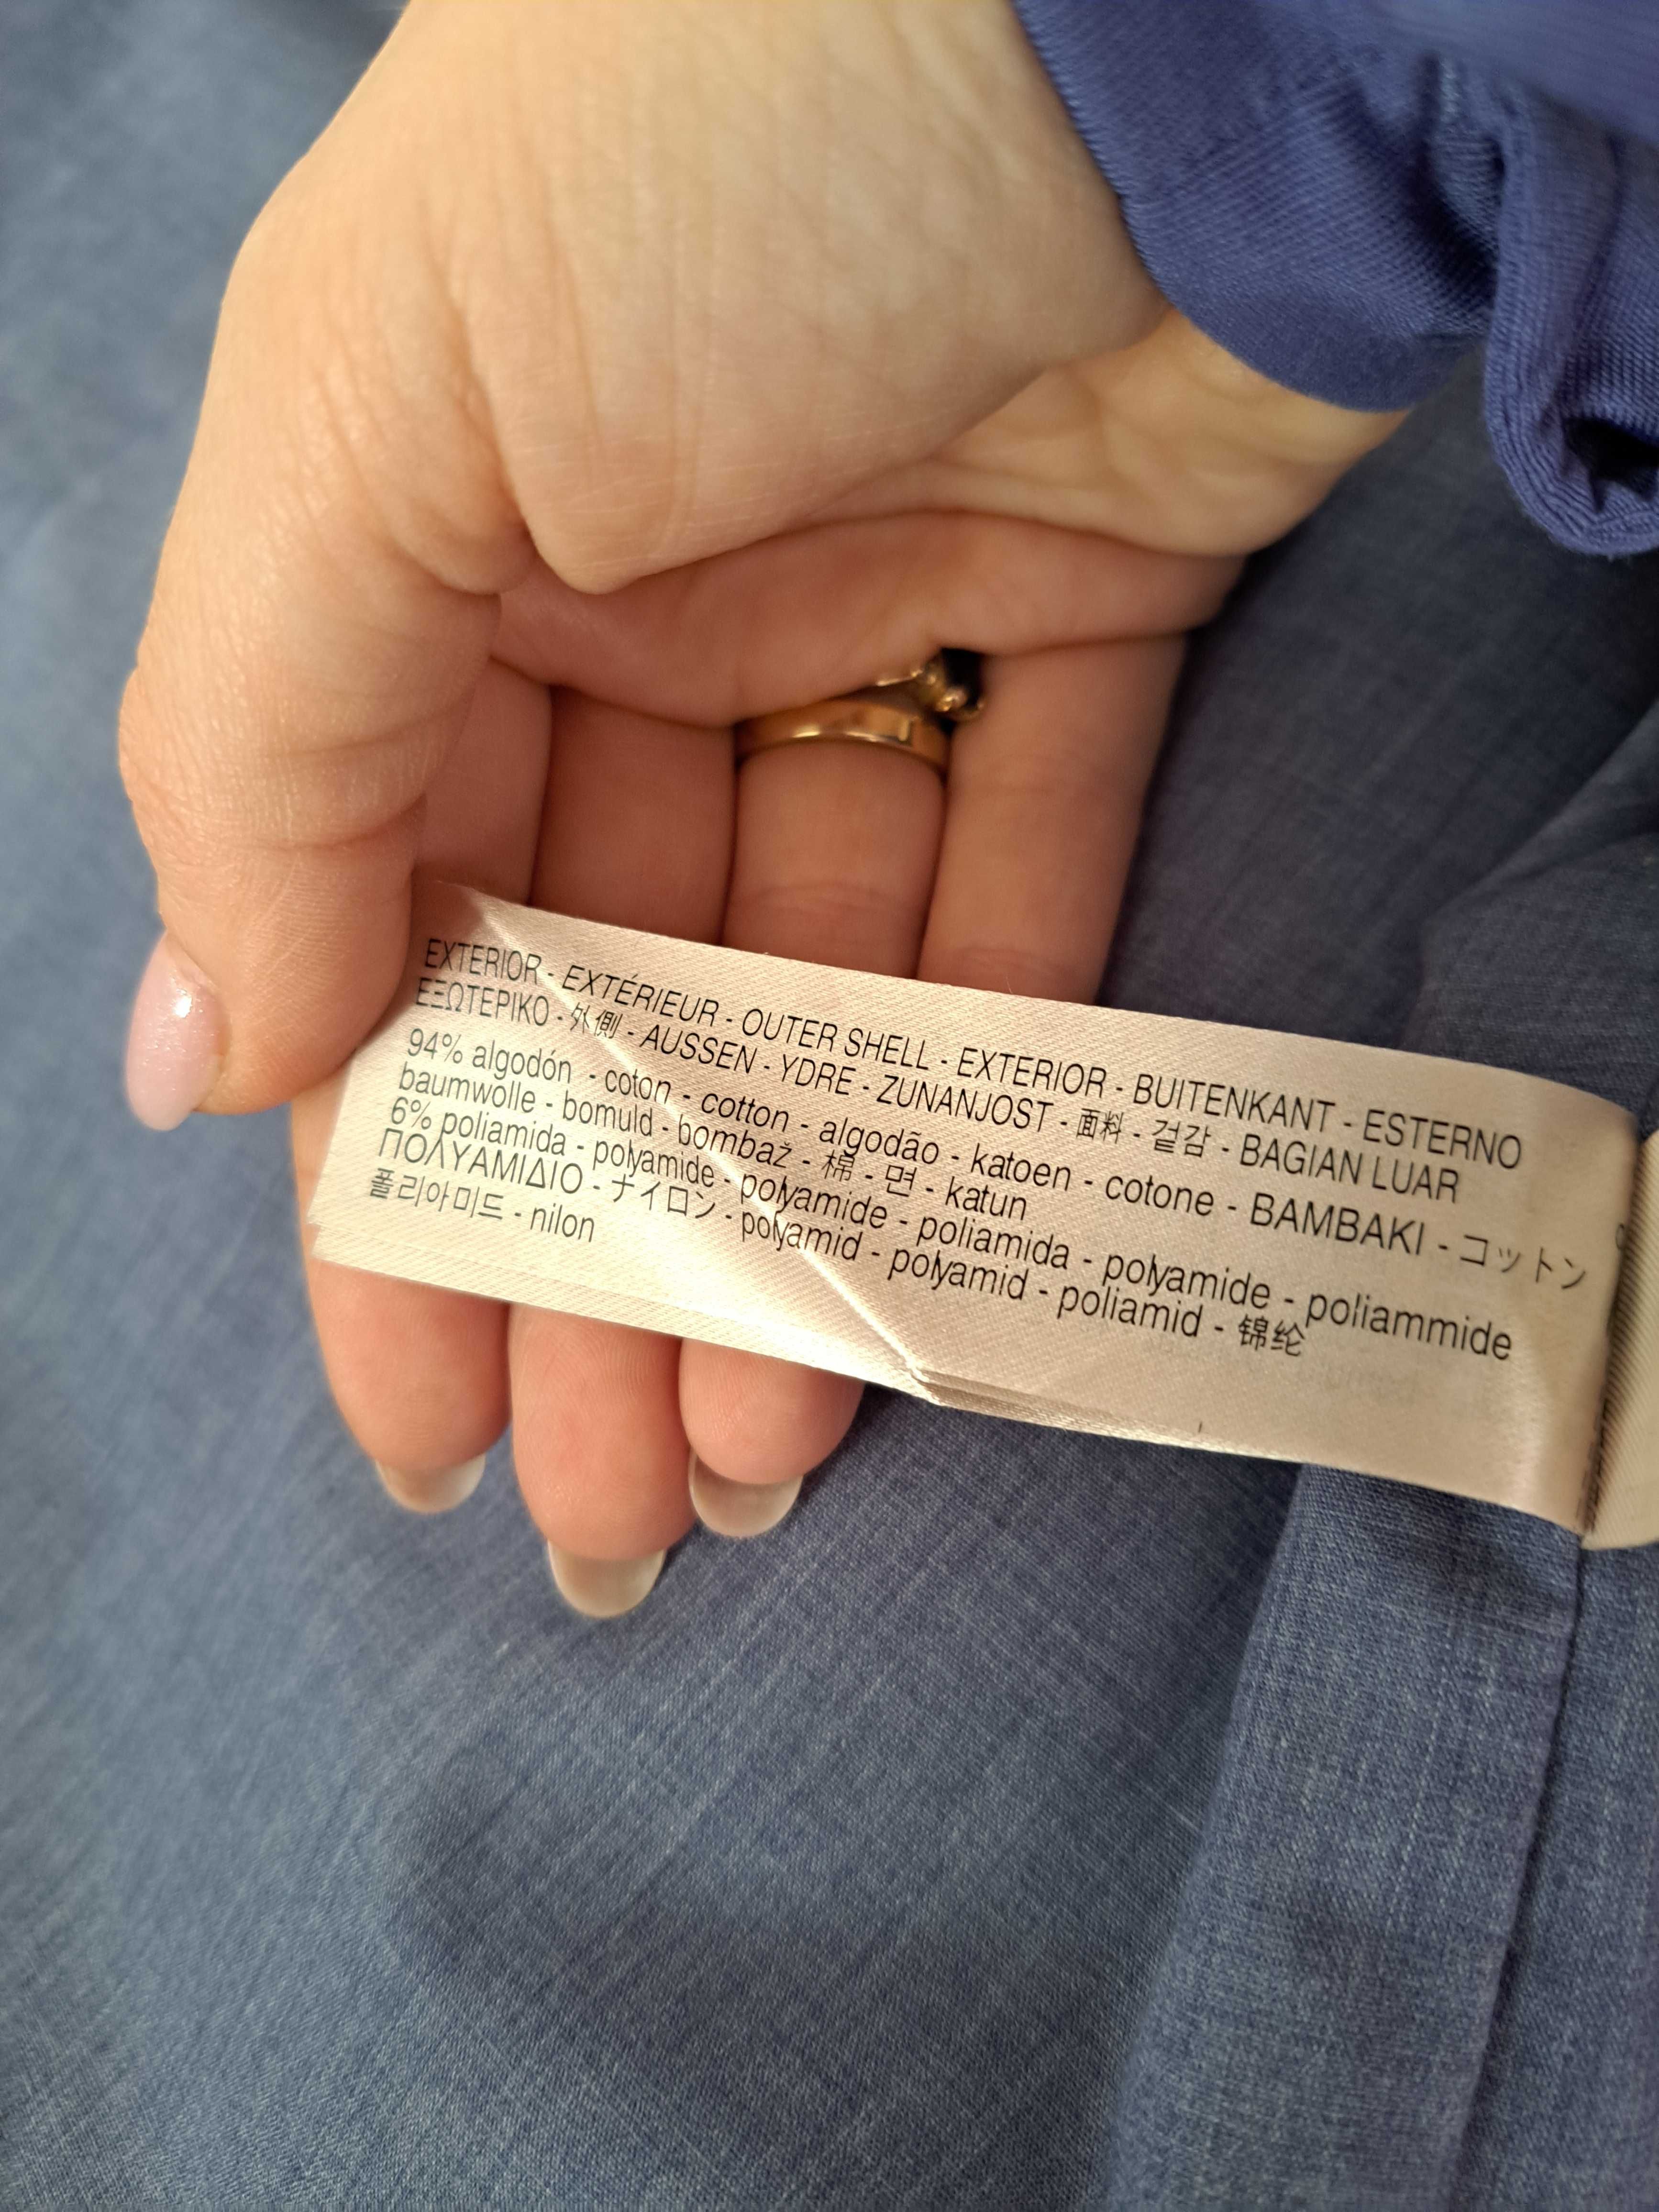 EXTERIOR - EXTÉRIEUR - OUTER SHELL - EXTERIOR - BUITENKANT - ESTERNO
ΕΞΩΤΕΡΙΚΟ - 外側 - AUSSEN - YDRE - ZUNANJOST - 面料 - 겉감 - BAGIAN LUAR
94% algodón - coton - cotton - algodão - katoen - cotone - BAMBAKI - コットン
baumwolle - bomuld - bombaž - 棉 - 면 - katun
6% poliamida - polyamide - polyamide - poliamida - polyamide - poliammide
ΠΟΛΥΑΜΙΔΙΟ - ナイロン - polyamid - polyamid - poliamid - 锦纶
폴리아미드 - nilon